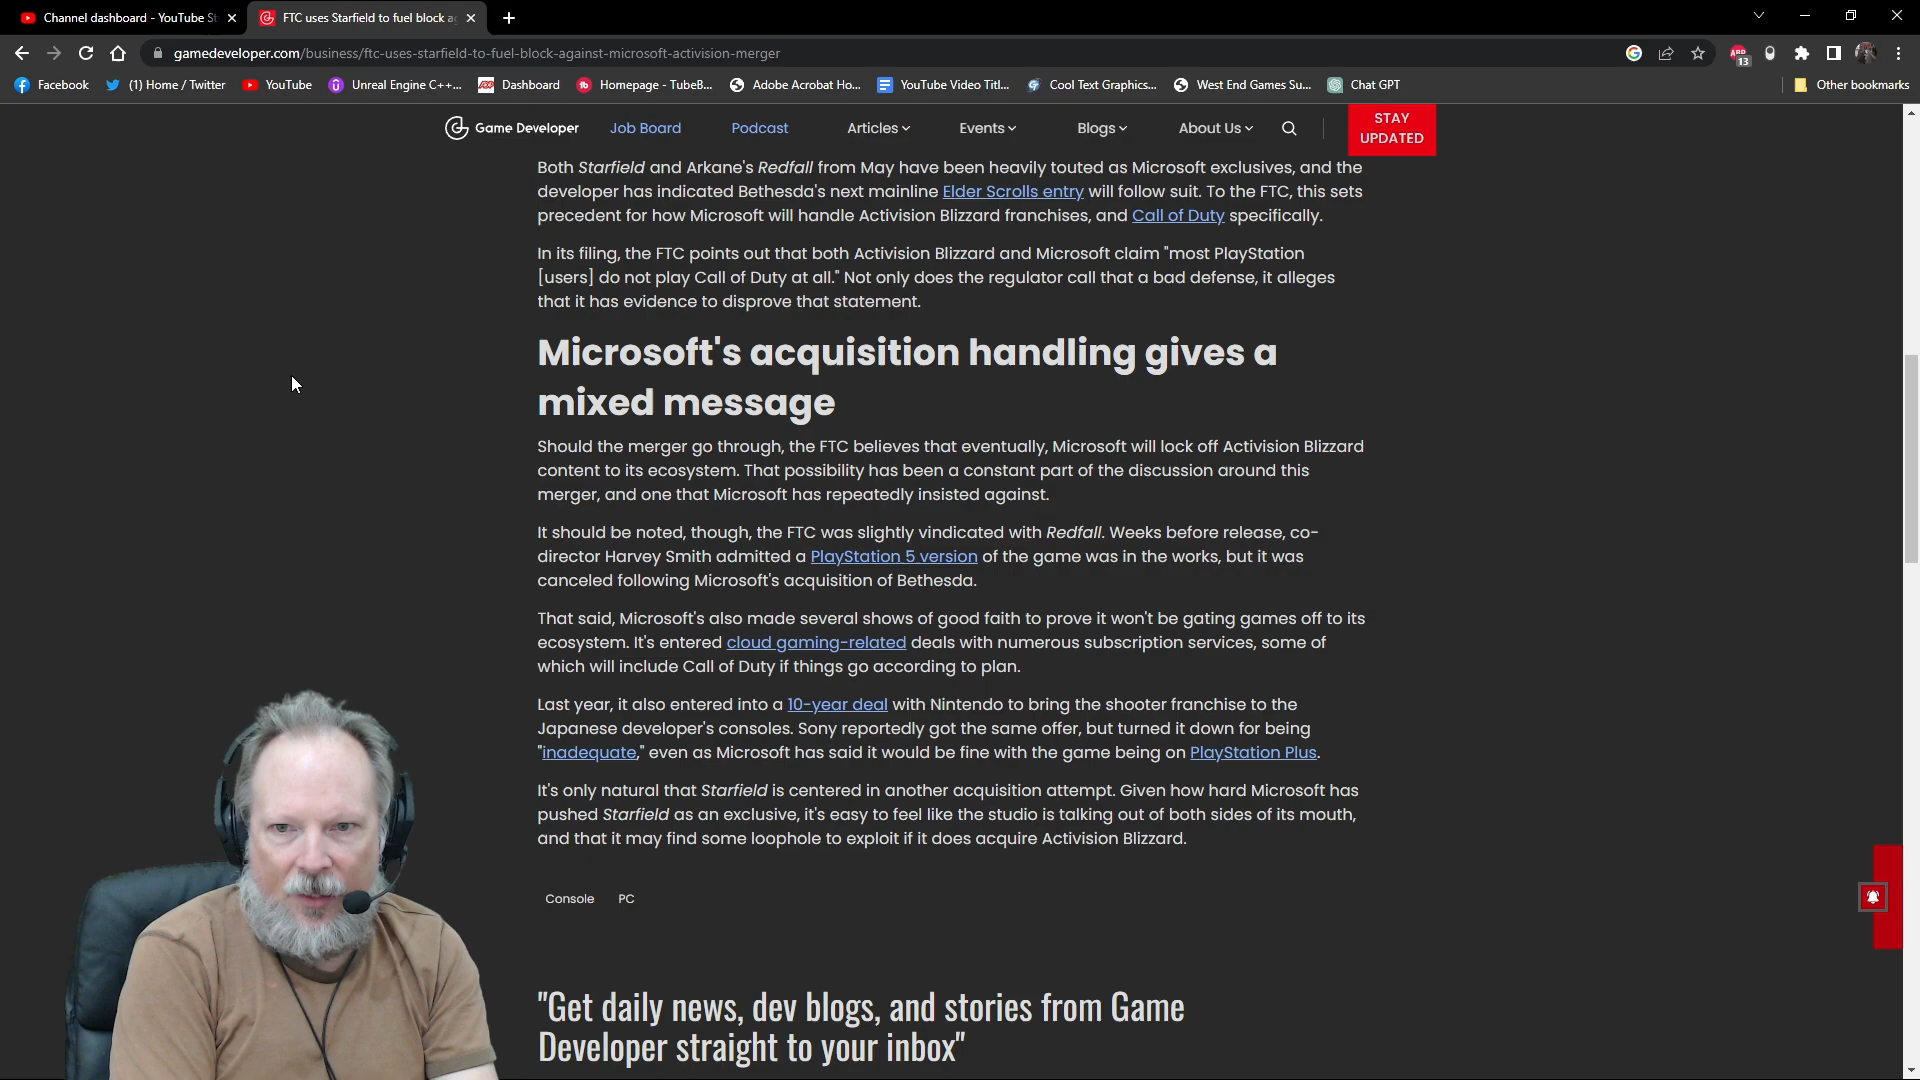 Channel dashboard - YouTube St
FTC uses Starfield to fuel block ag
gamedeveloper.com/business/ftc-uses-starfield-to-fuel-block-against-microsoft-activision-merger
13
Facebook
(1) Home / Twitter
YouTube
Unreal Engine C++...
Dashboard
Homepage - TubeB...
Adobe Acrobat Ho...
YouTube Video Titl...
Cool Text Graphics...
West End Games Su...
Chat GPT
Other bookmarks
Game Developer
Job Board
Podcast
Articles
Events
Blogs
About Us
STAY
UPDATED
Both Starfield and Arkane's Redfall from May have been heavily touted as Microsoft exclusives, and the
developer has indicated Bethesda's next mainline Elder Scrolls entry will follow suit. To the FTC, this sets
precedent for how Microsoft will handle Activision Blizzard franchises, and Call of Duty specifically.
In its filing, the FTC points out that both Activision Blizzard and Microsoft claim "most PlayStation
[users] do not play Call of Duty at all." Not only does the regulator call that a bad defense, it alleges
that it has evidence to disprove that statement.
Microsoft's acquisition handling gives a
mixed message
Should the merger go through, the FTC believes that eventually, Microsoft will lock off Activision Blizzard
content to its ecosystem. That possibility has been a constant part of the discussion around this
merger, and one that Microsoft has repeatedly insisted against.
It should be noted, though, the FTC was slightly vindicated with Redfall. Weeks before release, co-
director Harvey Smith admitted a PlayStation 5 version of the game was in the works, but it was
canceled following Microsoft's acquisition of Bethesda.
That said, Microsoft's also made several shows of good faith to prove it won't be gating games off to its
ecosystem. It's entered cloud gaming-related deals with numerous subscription services, some of
which will include Call of Duty if things go according to plan.
Last year, it also entered into a 10-year deal with Nintendo to bring the shooter franchise to the
Japanese developer's consoles. Sony reportedly got the same offer, but turned it down for being
"inadequate," even as Microsoft has said it would be fine with the game being on PlayStation Plus.
It's only natural that Starfield is centered in another acquisition attempt. Given how hard Microsoft has
pushed Starfield as an exclusive, it's easy to feel like the studio is talking out of both sides of its mouth,
and that it may find some loophole to exploit if it does acquire Activision Blizzard.
Console
PC
"Get daily news, dev blogs, and stories from Game
Developer straight to your inbox"